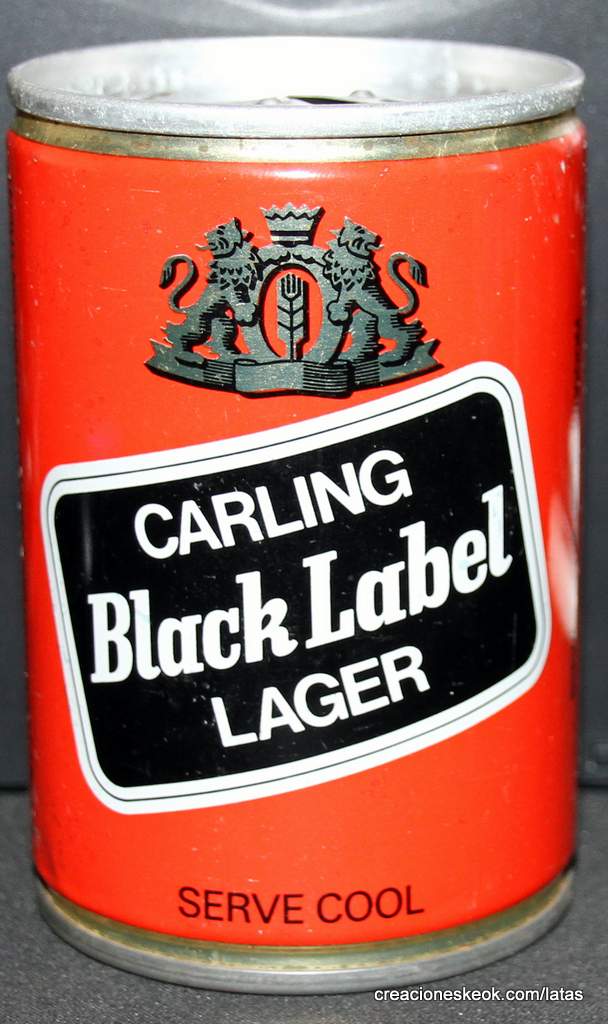 CARLING
Black Label
LAGER
SERVE COOL
creacioneskeok.com/latas